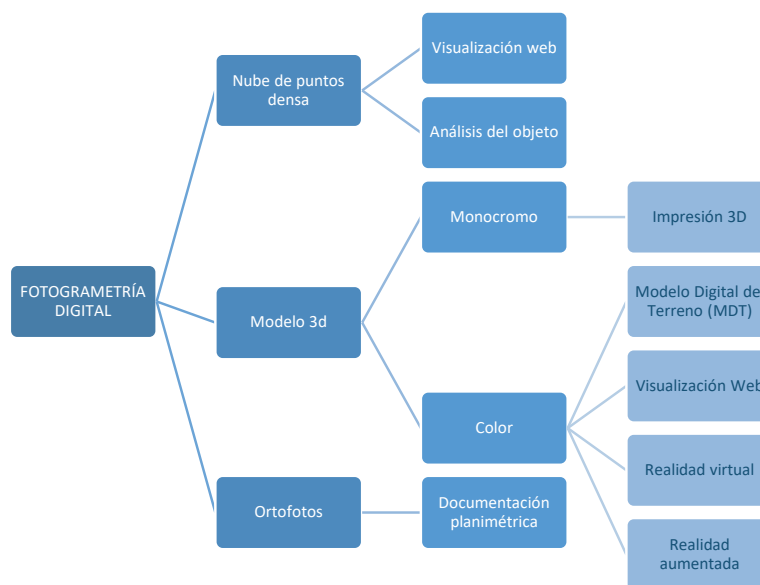 Visualización web
Nube de puntos
densa
Análisis del objeto
Monocromo
Impresión 3D
FOTOGRAMETRÍA
DIGITAL
Modelo 3d
Modelo Digital de
Terreno (MDT)
Visualización Web
Color
Realidad virtual
Ortofotos
Documentación
planimétrica
Realidad
aumentada